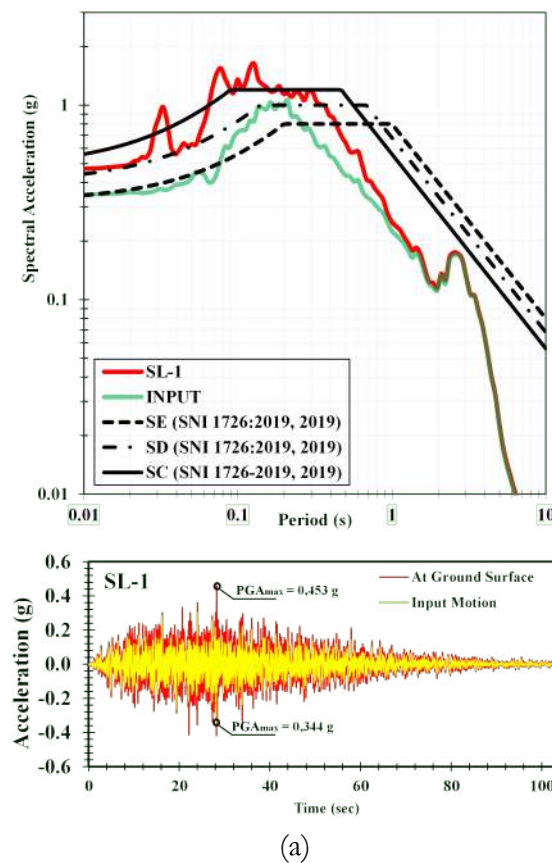 Spectral Acceleration (g)
1
0.1
0.01
SL-1
INPUT
SE (SNI 1726:2019, 2019)
SD (SNI 1726:2019, 2019)
SC (SNI 1726-2019, 2019)
0.01
0.1
1
10
Period (s)
Acceleration (g)
0.6
0.4
0.2
0.0
-0.2
-0.4
-0.6
SL-1
PGAmax = 0,453 g
At Ground Surface
Input Motion
PGAmax = 0,344 g
0
20
40
60
80
100
Time (sec)
(a)